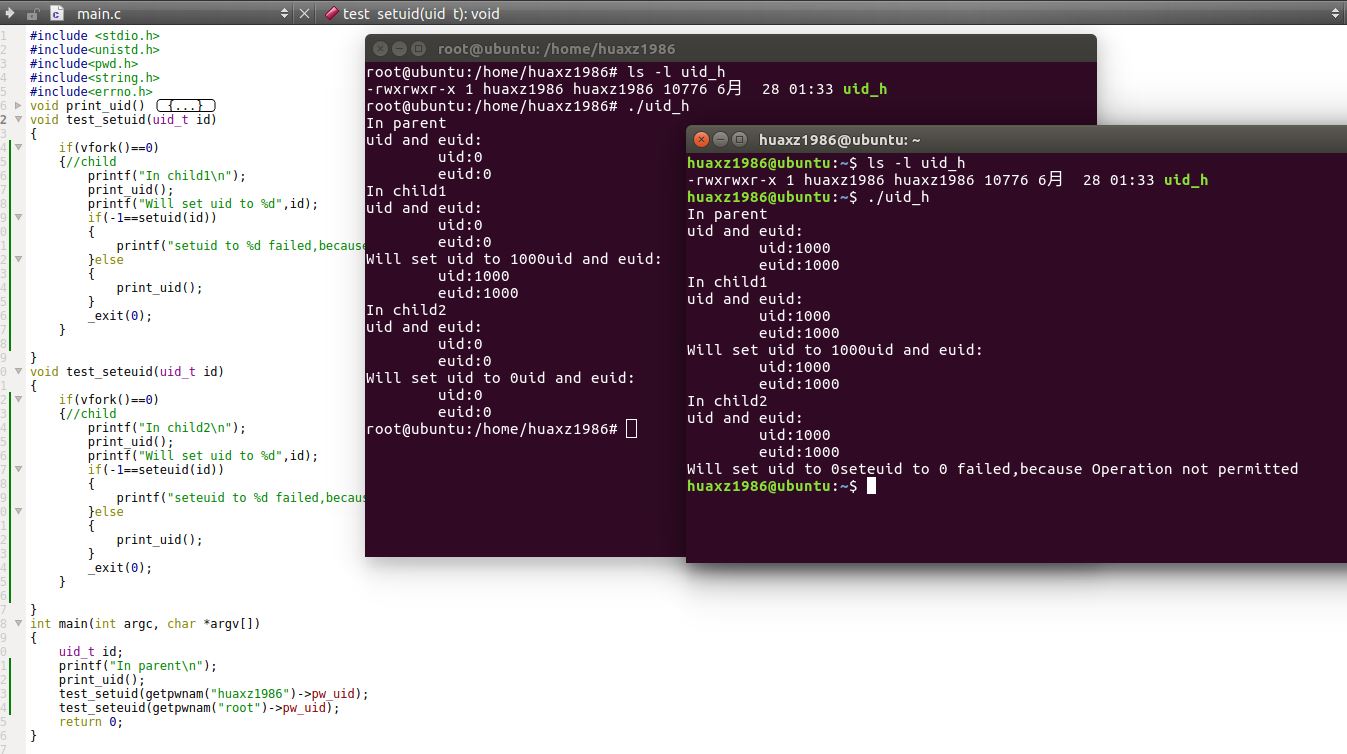 main.c
test_setuid(uid_t): void
#include <stdio.h>
#include<unistd.h>
#include<pwd.h>
#include<string.h>
#include<errno.h>
void print_uid() {...}
void test_setuid(uid_t id)
{
if(vfork()==0)
{//child
printf("In child1\n");
print_uid();
printf("Will set uid to %d",id);
if(-1==setuid(id))
{
printf("setuid to %d failed,because
}else
{
print_uid();
}
_exit(0);
}
}
void test_seteuid(uid_t id)
{
if(vfork()==0)
{//child
printf("In child2\n");
print_uid();
printf("Will set uid to %d",id);
if(-1==seteuid(id))
{
printf("seteuid to %d failed,becaus
}else
{
print_uid();
}
_exit(0);
}
}
int main(int argc, char *argv[])
{
uid_t id;
printf("In parent\n");
print_uid();
test_setuid(getpwnam("huaxz1986")->pw_uid);
test_seteuid(getpwnam("root")->pw_uid);
return 0;
}
root@ubuntu: /home/huaxz1986
root@ubuntu:/home/huaxz1986# ls -l uid_h
-rwxrwxr-x 1 huaxz1986 huaxz1986 10776 6月  28 01:33 uid_h
root@ubuntu:/home/huaxz1986# ./uid_h
In parent
uid and euid:
uid:0
euid:0
In child1
uid and euid:
uid:0
euid:0
Will set uid to 1000uid and euid:
uid:1000
euid:1000
In child2
uid and euid:
uid:0
euid:0
Will set uid to 0uid and euid:
uid:0
euid:0
root@ubuntu:/home/huaxz1986#
huaxz1986@ubuntu: ~
huaxz1986@ubuntu:~$ ls -l uid_h
-rwxrwxr-x 1 huaxz1986 huaxz1986 10776 6月  28 01:33 uid_h
huaxz1986@ubuntu:~$ ./uid_h
In parent
uid and euid:
uid:1000
euid:1000
In child1
uid and euid:
uid:1000
euid:1000
Will set uid to 1000uid and euid:
uid:1000
euid:1000
In child2
uid and euid:
uid:1000
euid:1000
Will set uid to 0seteuid to 0 failed,because Operation not permitted
huaxz1986@ubuntu:~$